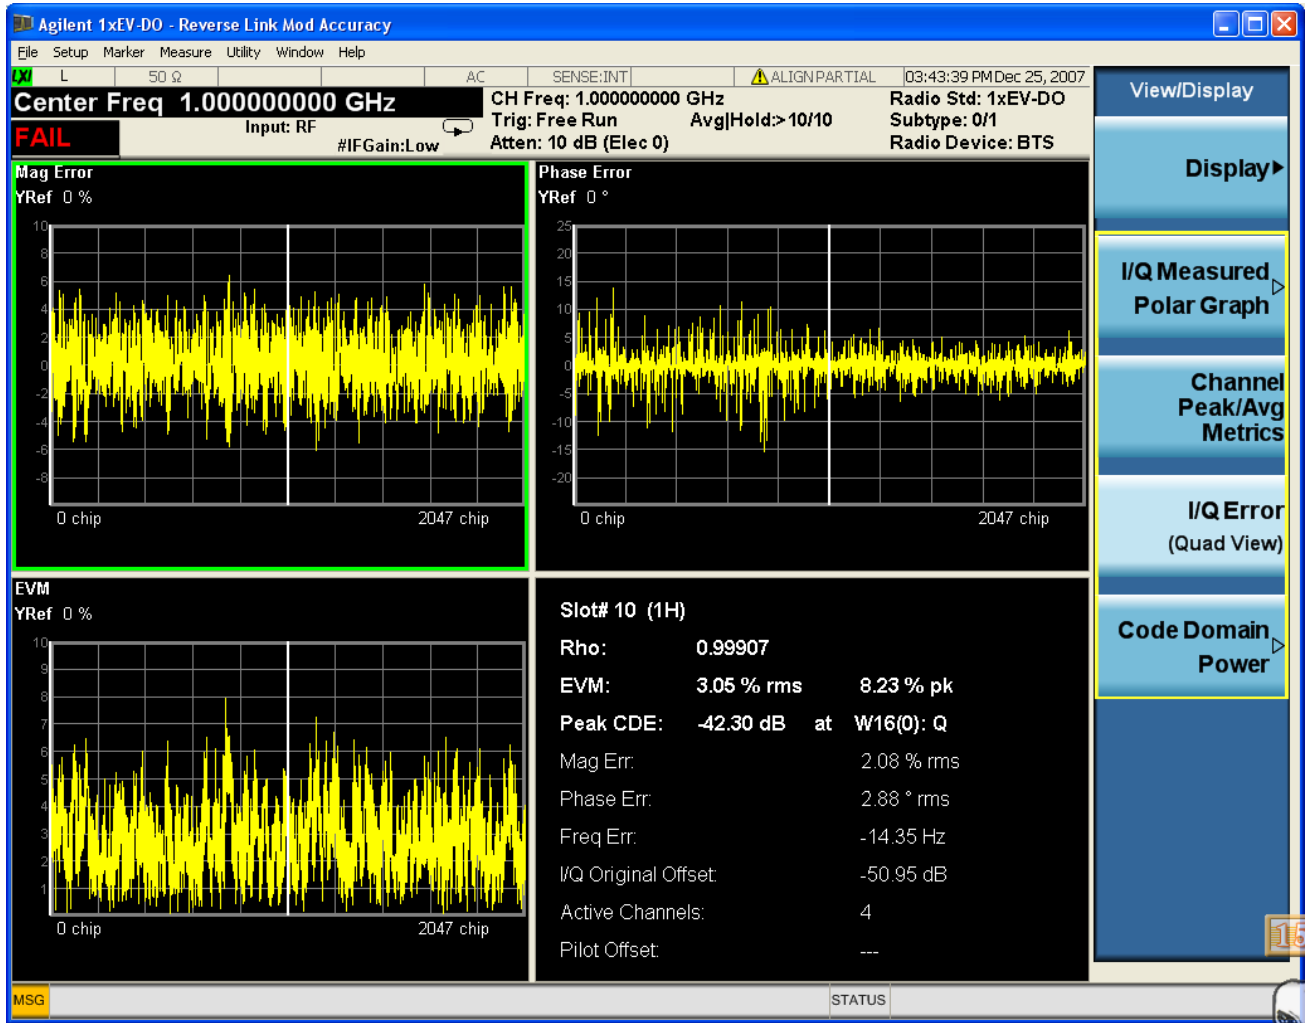 Agilent 1xEV-DO - Reverse Link Mod Accuracy
File Setup Marker Measure Utility Window Help
LXI L 50 Ω AC SENSE:INT ALIGN PARTIAL 03:43:39 PM Dec 25, 2007
Center Freq 1.000000000 GHz
CH Freq: 1.000000000 GHz
Radio Std: 1xEV-DO
Input: RF
Trig: Free Run
Avg|Hold:>10/10
Subtype: 0/1
FAIL
#IFGain:Low
Atten: 10 dB (Elec 0)
Radio Device: BTS
Mag Error
YRef 0 %
10
8
6
4
2
0
-2
-4
-6
-8
0 chip
2047 chip
Phase Error
YRef 0 °
25
20
15
10
5
0
-5
-10
-15
-20
0 chip
2047 chip
EVM
YRef 0 %
10
9
8
7
6
5
4
3
2
1
0 chip
2047 chip
Slot# 10 (1H)
Rho: 0.99907
EVM: 3.05 % rms 8.23 % pk
Peak CDE: -42.30 dB at W16(0): Q
Mag Err: 2.08 % rms
Phase Err: 2.88 ° rms
Freq Err: -14.35 Hz
I/Q Original Offset: -50.95 dB
Active Channels: 4
Pilot Offset: ---
View/Display
Display
I/Q Measured
Polar Graph
Channel
Peak/Avg
Metrics
I/Q Error
(Quad View)
Code Domain
Power
15
MSG
STATUS